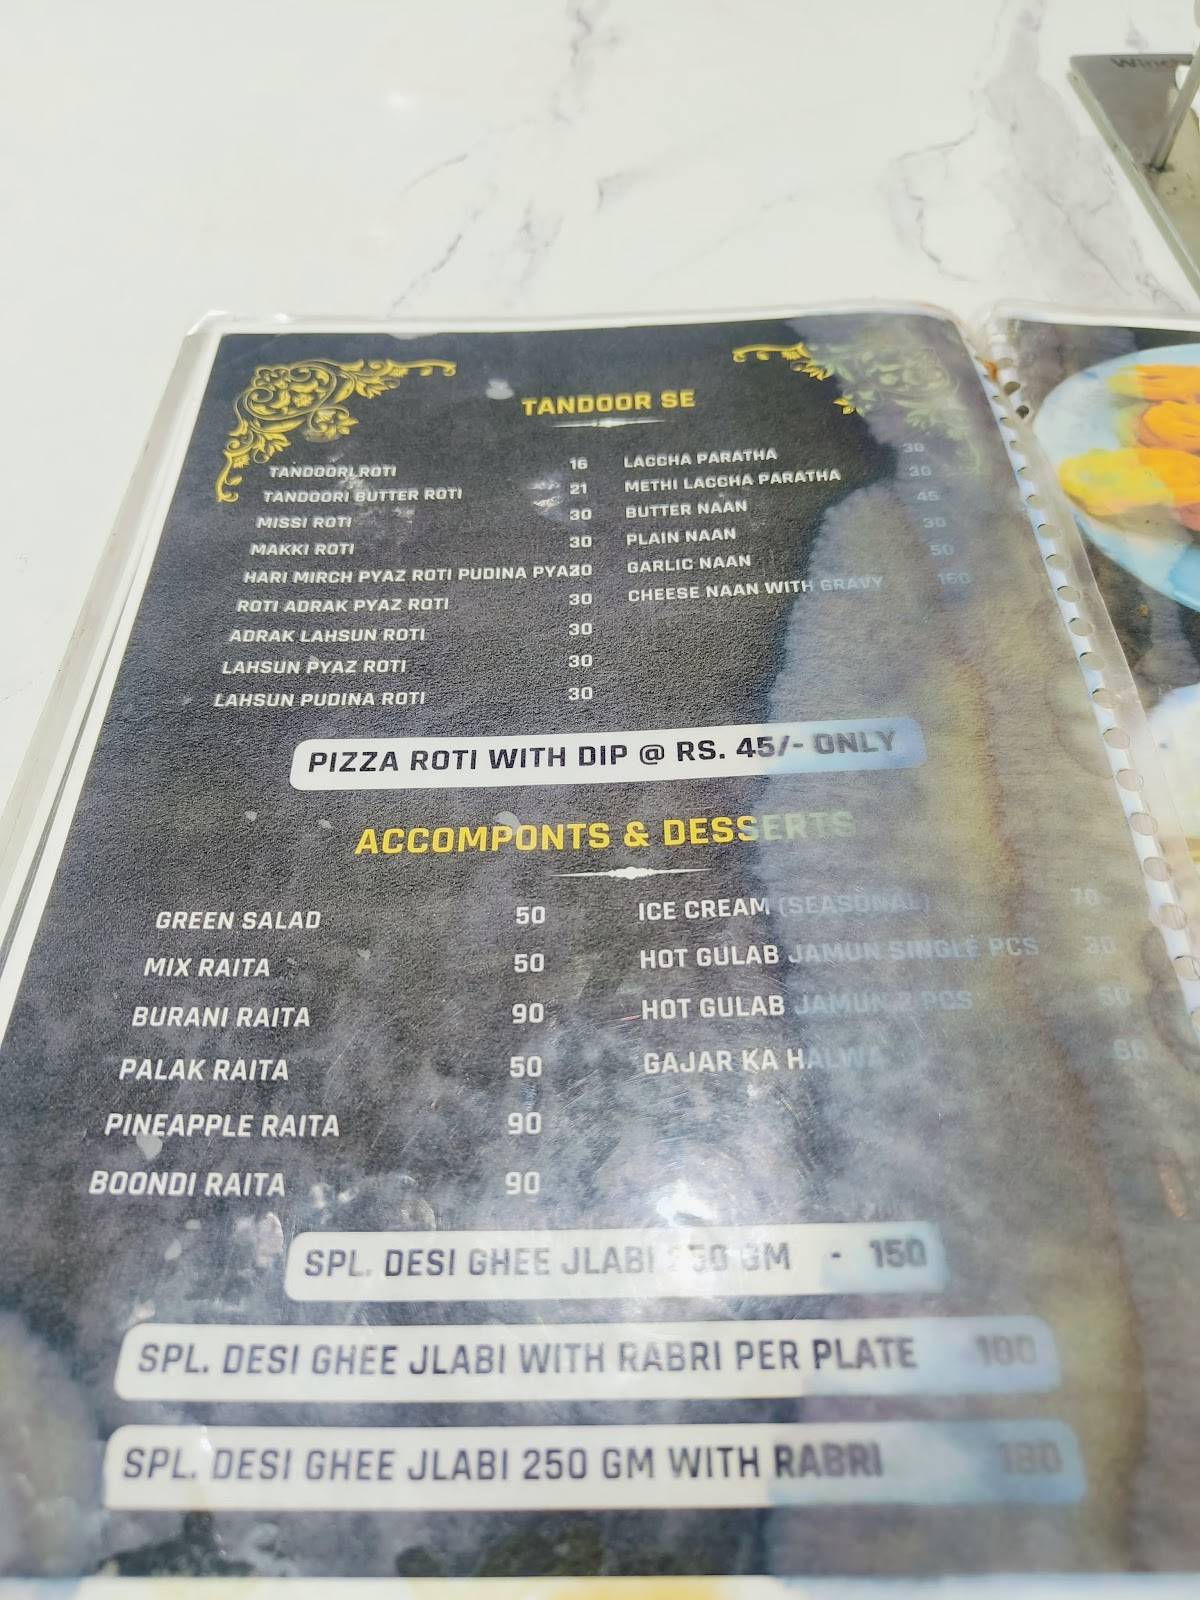 TANDOOR SE
TANDOORI ROTI 16
TANDOORI BUTTER ROTI 21
MISSI ROTI 30
MAKKI ROTI 30
HARI MIRCH PYAZ ROTI PUDINA PYAZ 30
ROTI ADRAK PYAZ ROTI 30
ADRAK LAHSUN ROTI 30
LAHSUN PYAZ ROTI 30
LAHSUN PUDINA ROTI 30
LACCHA PARATHA 30
METHI LACCHA PARATHA 30
BUTTER NAAN 45
PLAIN NAAN 30
GARLIC NAAN 50
CHEESE NAAN WITH GRAVY 160
PIZZA ROTI WITH DIP @ RS. 45/- ONLY
ACCOMPONTS & DESSERTS
GREEN SALAD 50
MIX RAITA 50
BURANI RAITA 90
PALAK RAITA 50
PINEAPPLE RAITA 90
BOONDI RAITA 90
ICE CREAM (SEASONAL) 70
HOT GULAB JAMUN SINGLE PCS 30
HOT GULAB JAMUN 2 PCS
GAJAR KA HALWA
SPL. DESI GHEE JLABI 250 GM - 150
SPL. DESI GHEE JLABI WITH RABRI PER PLATE 100
SPL. DESI GHEE JLABI 250 GM WITH RABRI 180